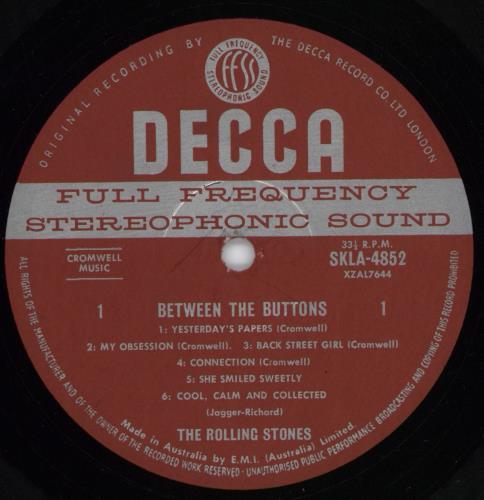 ORIGINAL RECORDING BY THE DECCA RECORD CO. LTD. LONDON
FULL FREQUENCY
FFSS
STEREOPHONIC SOUND
DECCA
FULL FREQUENCY
STEREOPHONIC SOUND
CROMWELL
MUSIC
33⅓ R.P.M.
SKLA-4852
XZAL7644
1 BETWEEN THE BUTTONS 1
1: YESTERDAY'S PAPERS (Cromwell)
2: MY OBSESSION (Cromwell). 3: BACK STREET GIRL (Cromwell)
4: CONNECTION (Cromwell)
5: SHE SMILED SWEETLY
6: COOL, CALM AND COLLECTED
(Jagger-Richard)
THE ROLLING STONES
Made in Australia by E.M.I. (Australia) Limited
ALL RIGHTS OF THE MANUFACTURER AND OF THE OWNER OF THE RECORDED WORK RESERVED - UNAUTHORISED PUBLIC PERFORMANCE BROADCASTING AND COPYING OF THIS RECORD PROHIBITED